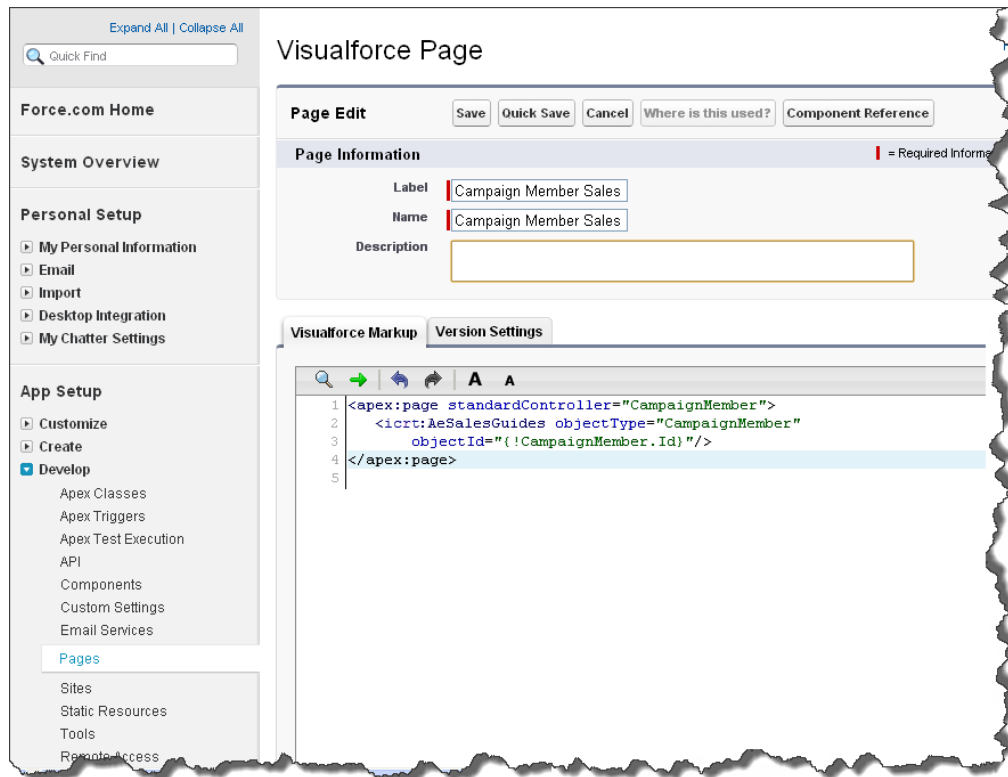 Expand All | Collapse All
Quick Find
Force.com Home
System Overview
Personal Setup
My Personal Information
Email
Import
Desktop Integration
My Chatter Settings
App Setup
Customize
Create
Develop
Apex Classes
Apex Triggers
Apex Test Execution
API
Components
Custom Settings
Email Services
Pages
Sites
Static Resources
Tools
Remote Access
Visualforce Page
Page Edit Save Quick Save Cancel Where is this used? Component Reference
Page Information = Required Informa
Label Campaign Member Sales
Name Campaign Member Sales
Description
Visualforce Markup Version Settings
A A
1 <apex:page standardController="CampaignMember">
2 <icrt:AeSalesGuides objectType="CampaignMember"
3 objectId="{!CampaignMember.Id}"/>
4 </apex:page>
5